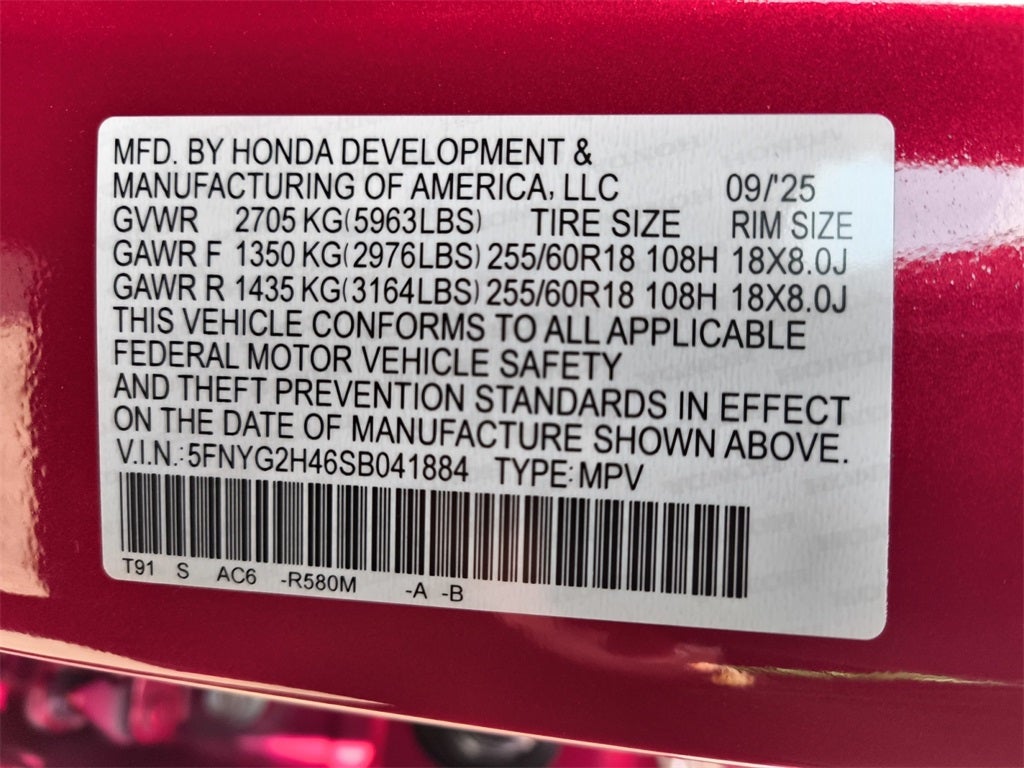 MFD. BY HONDA DEVELOPMENT &
MANUFACTURING OF AMERICA, LLC 09/'25
GVWR 2705 KG(5963LBS) TIRE SIZE RIM SIZE
GAWR F 1350 KG(2976LBS) 255/60R18 108H 18X8.0J
GAWR R 1435 KG(3164LBS) 255/60R18 108H 18X8.0J
THIS VEHICLE CONFORMS TO ALL APPLICABLE
FEDERAL MOTOR VEHICLE SAFETY
AND THEFT PREVENTION STANDARDS IN EFFECT
ON THE DATE OF MANUFACTURE SHOWN ABOVE.
V.I.N.: 5FNYG2H46SB041884 TYPE: MPV
T91 S AC6 -R580M -A -B